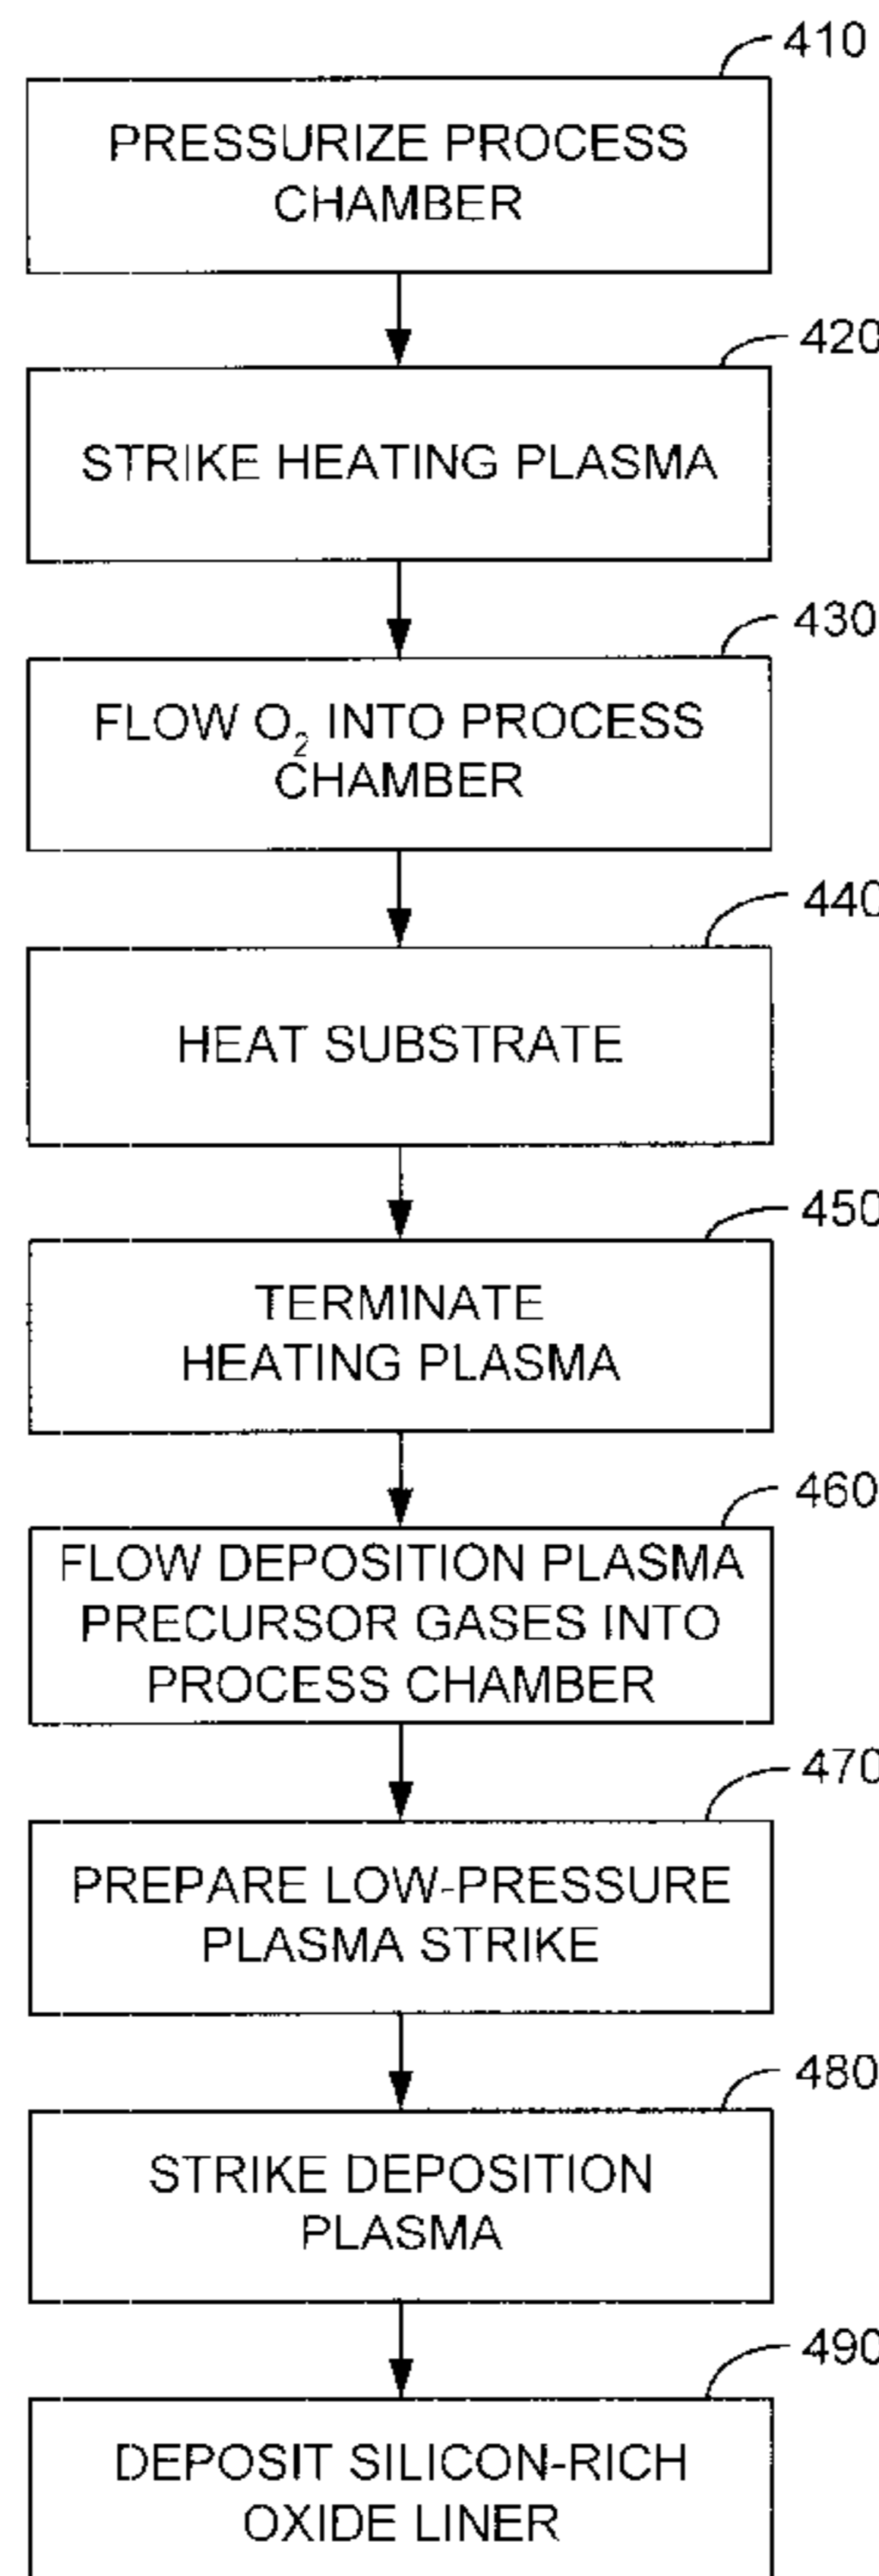 410
PRESSURIZE PROCESS
CHAMBER
420
STRIKE HEATING PLASMA
430
FLOW O₂ INTO PROCESS
CHAMBER
440
HEAT SUBSTRATE
450
TERMINATE
HEATING PLASMA
460
FLOW DEPOSITION PLASMA
PRECURSOR GASES INTO
PROCESS CHAMBER
470
PREPARE LOW-PRESSURE
PLASMA STRIKE
480
STRIKE DEPOSITION
PLASMA
490
DEPOSIT SILICON-RICH
OXIDE LINER